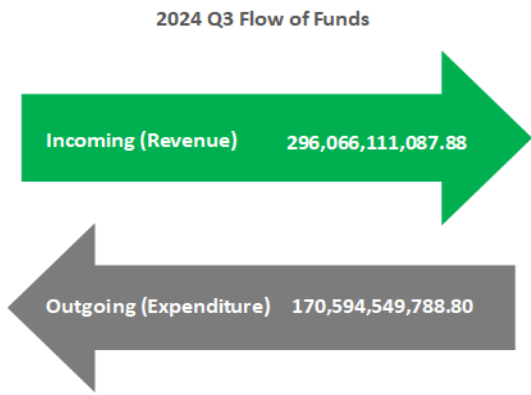 2024 Q3 Flow of Funds
Incoming (Revenue) 296,066,111,087.88
Outgoing (Expenditure) 170,594,549,788.80